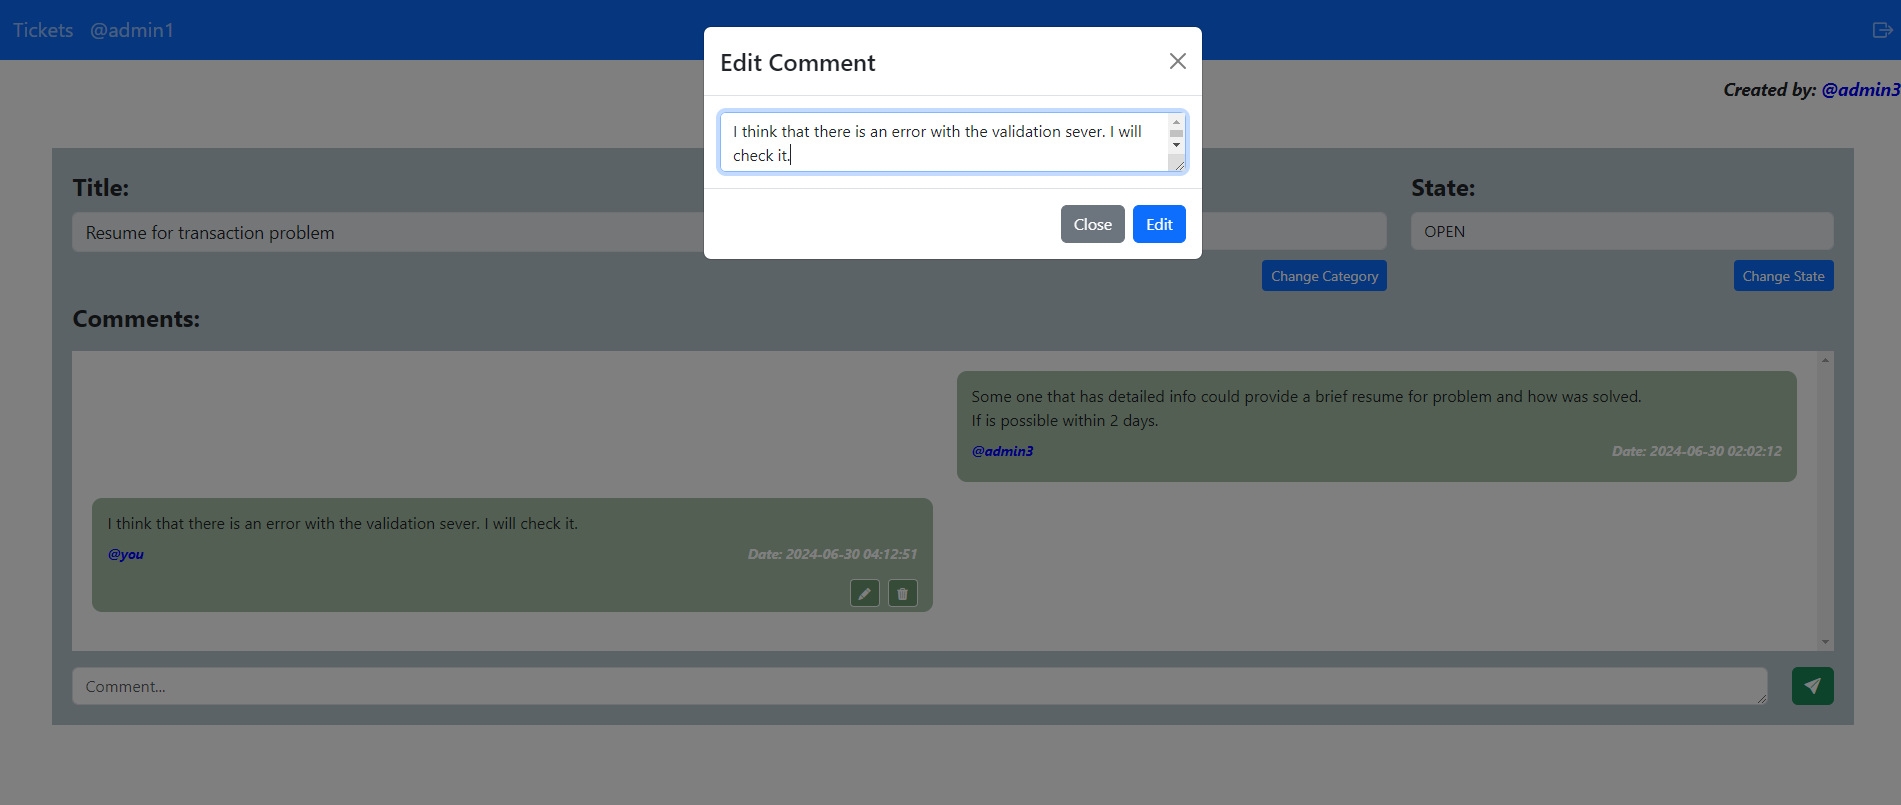 Tickets @admin1
Edit Comment
I think that there is an error with the validation sever. I will
check it.
Close Edit
Created by: @admin3
Title:
Resume for transaction problem
State:
OPEN
Change Category
Change State
Comments:
Some one that has detailed info could provide a brief resume for problem and how was solved.
If is possible within 2 days.
@admin3 Date: 2024-06-30 02:02:12
I think that there is an error with the validation sever. I will check it.
@you Date: 2024-06-30 04:12:51
Comment...